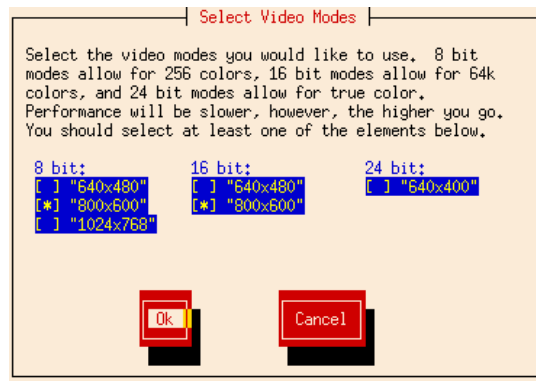 Select Video Modes
Select the video modes you would like to use.  8 bit
modes allow for 256 colors, 16 bit modes allow for 64k
colors, and 24 bit modes allow for true color.
Performance will be slower, however, the higher you go.
You should select at least one of the elements below.
8 bit: 16 bit: 24 bit:
[ ] "640x480" [ ] "640x480" [ ] "640x400"
[*] "800x600" [*] "800x600"
[ ] "1024x768"
Ok Cancel